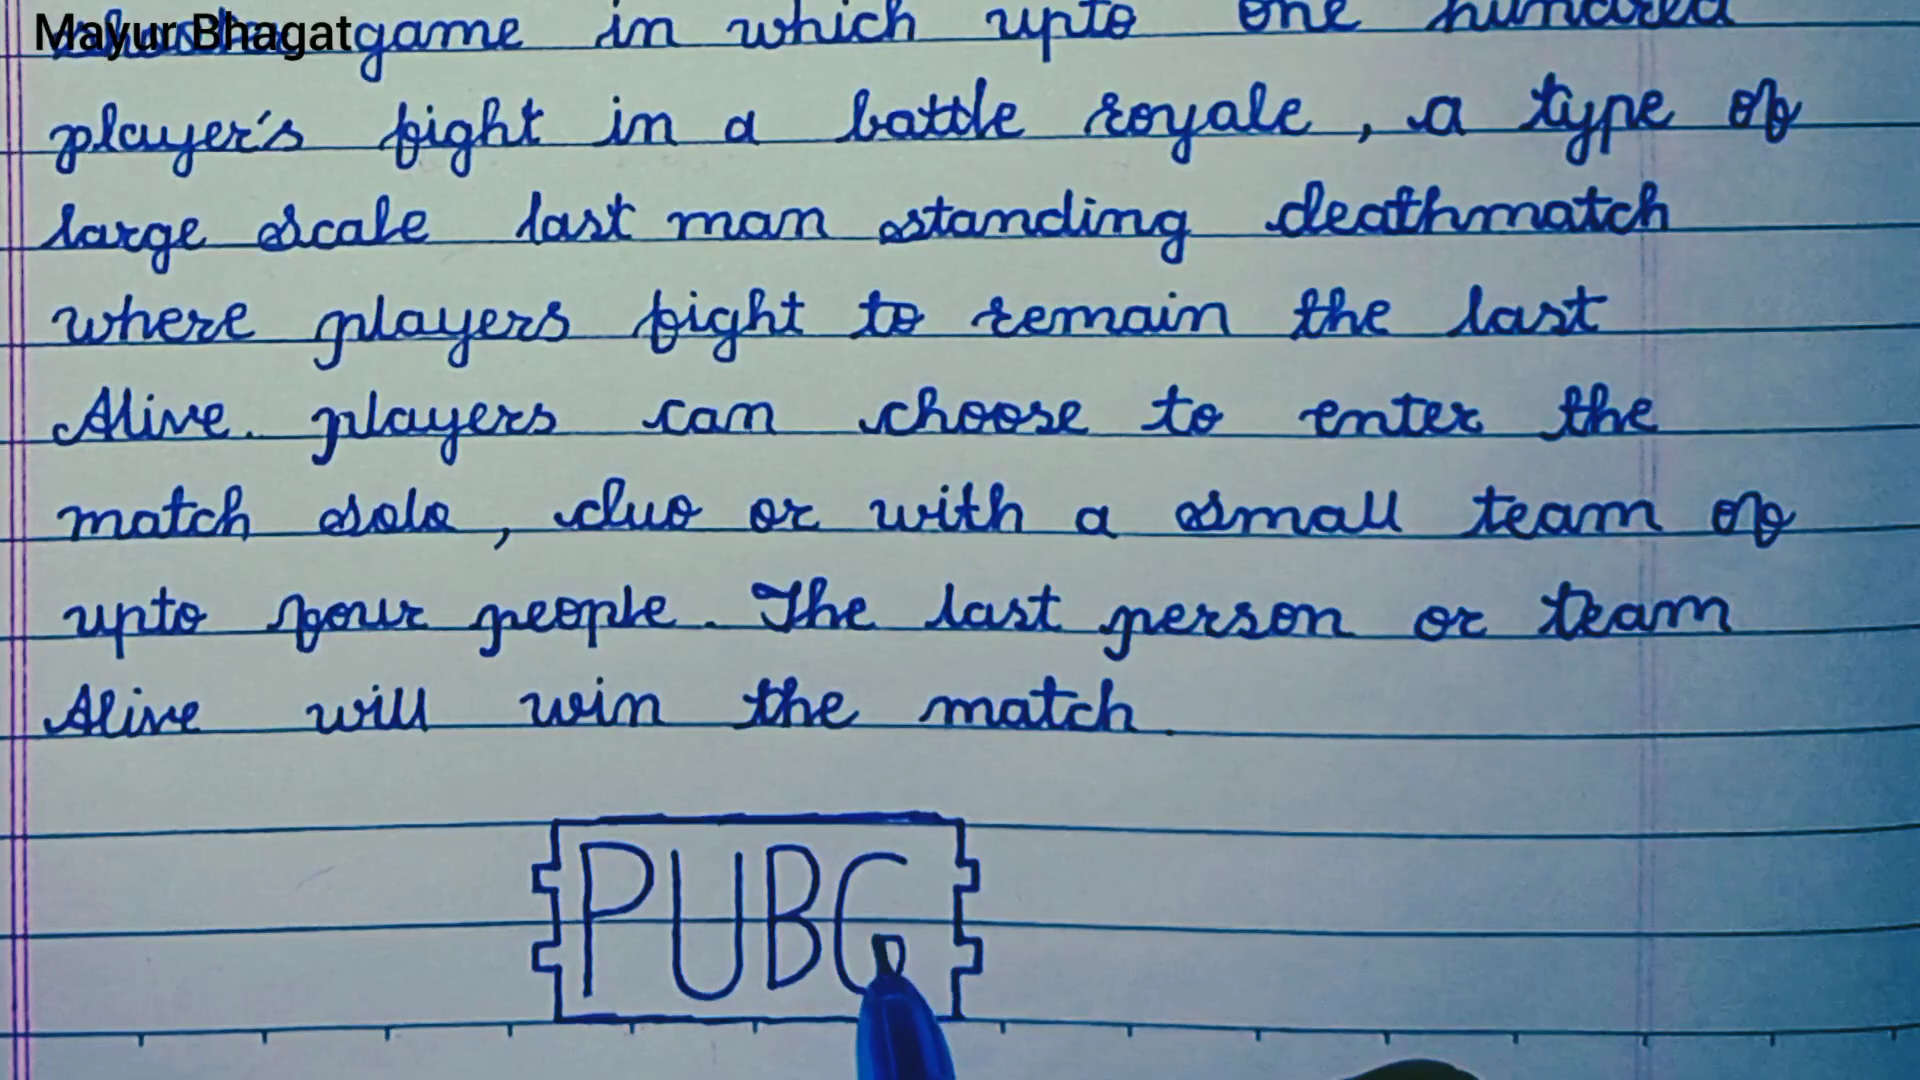 Mayur Bhagat
game in which upto one hundred
player's fight in a battle royale, a type of
large scale last man standing deathmatch
where players fight to remain the last
Alive. players can choose to enter the
match solo, duo or with a small team of
upto four people. The last person or team
Alive will win the match.
PUBG